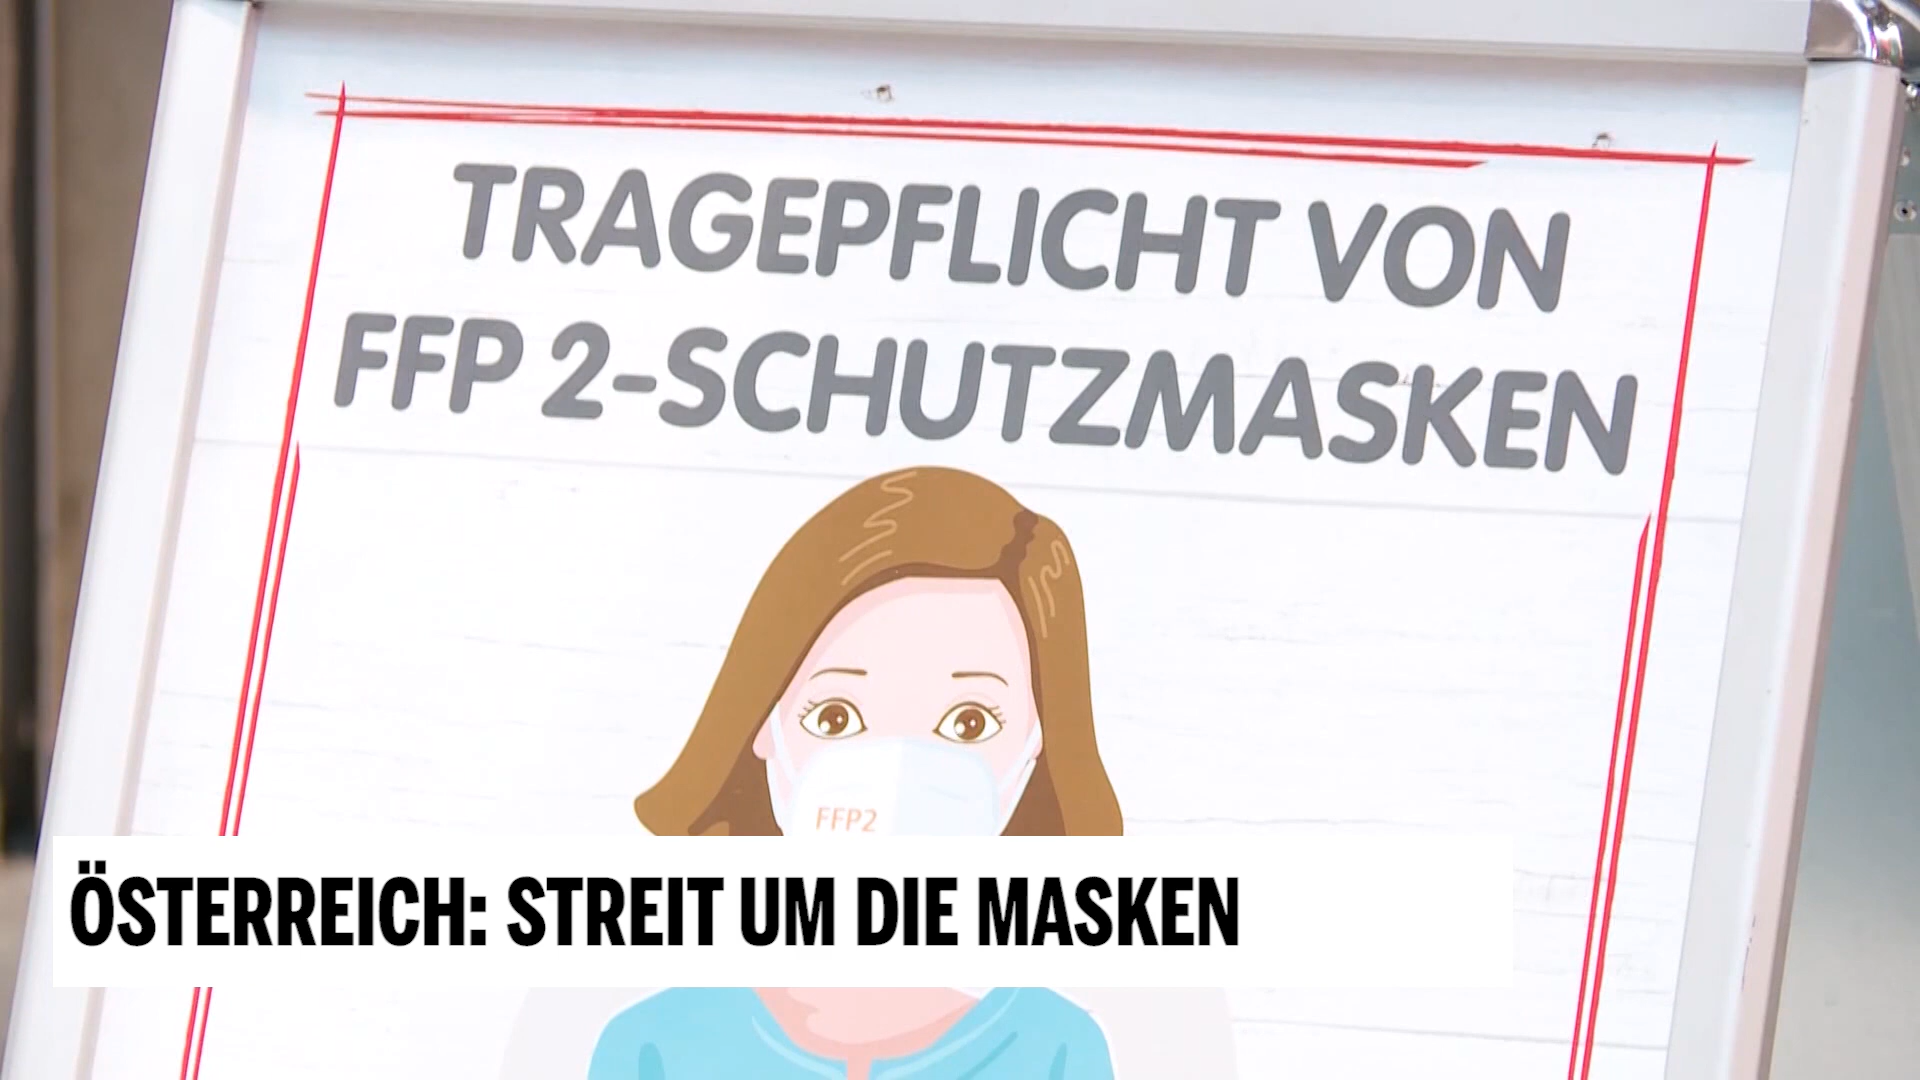 TRAGEPFLICHT VON
FFP 2-SCHUTZMASKEN
FFP2
ÖSTERREICH: STREIT UM DIE MASKEN